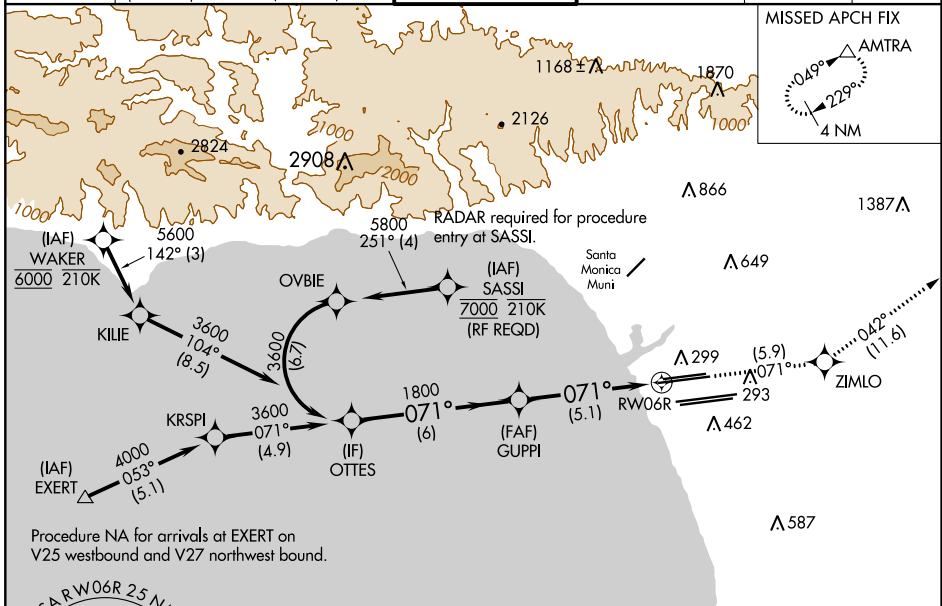 MISSED APCH FIX
AMTRA
049°
229°
4 NM
1168 ±
1870
1000
2126
1000
2824
2908
2000
1000
866
1387
649
RADAR required for procedure
entry at SASSI.
5800
251° (4)
5600
142° (3)
(IAF)
WAKER
6000 210K
Santa
Monica
Muni
(IAF)
SASSI
7000 210K
(RF REQD)
OVBIE
KILIE
3600
104°
(8.5)
3600
(6.7)
042°
(11.6)
299
(5.9)
071°
ZIMLO
293
RW06R
462
1800
071°
(6)
071°
(5.1)
KRSPI
3600
071°
(4.9)
(IF)
OTTES
(FAF)
GUPPI
4000
053°
(5.1)
(IAF)
EXERT
587
Procedure NA for arrivals at EXERT on
V25 westbound and V27 northwest bound.
RW06R 25